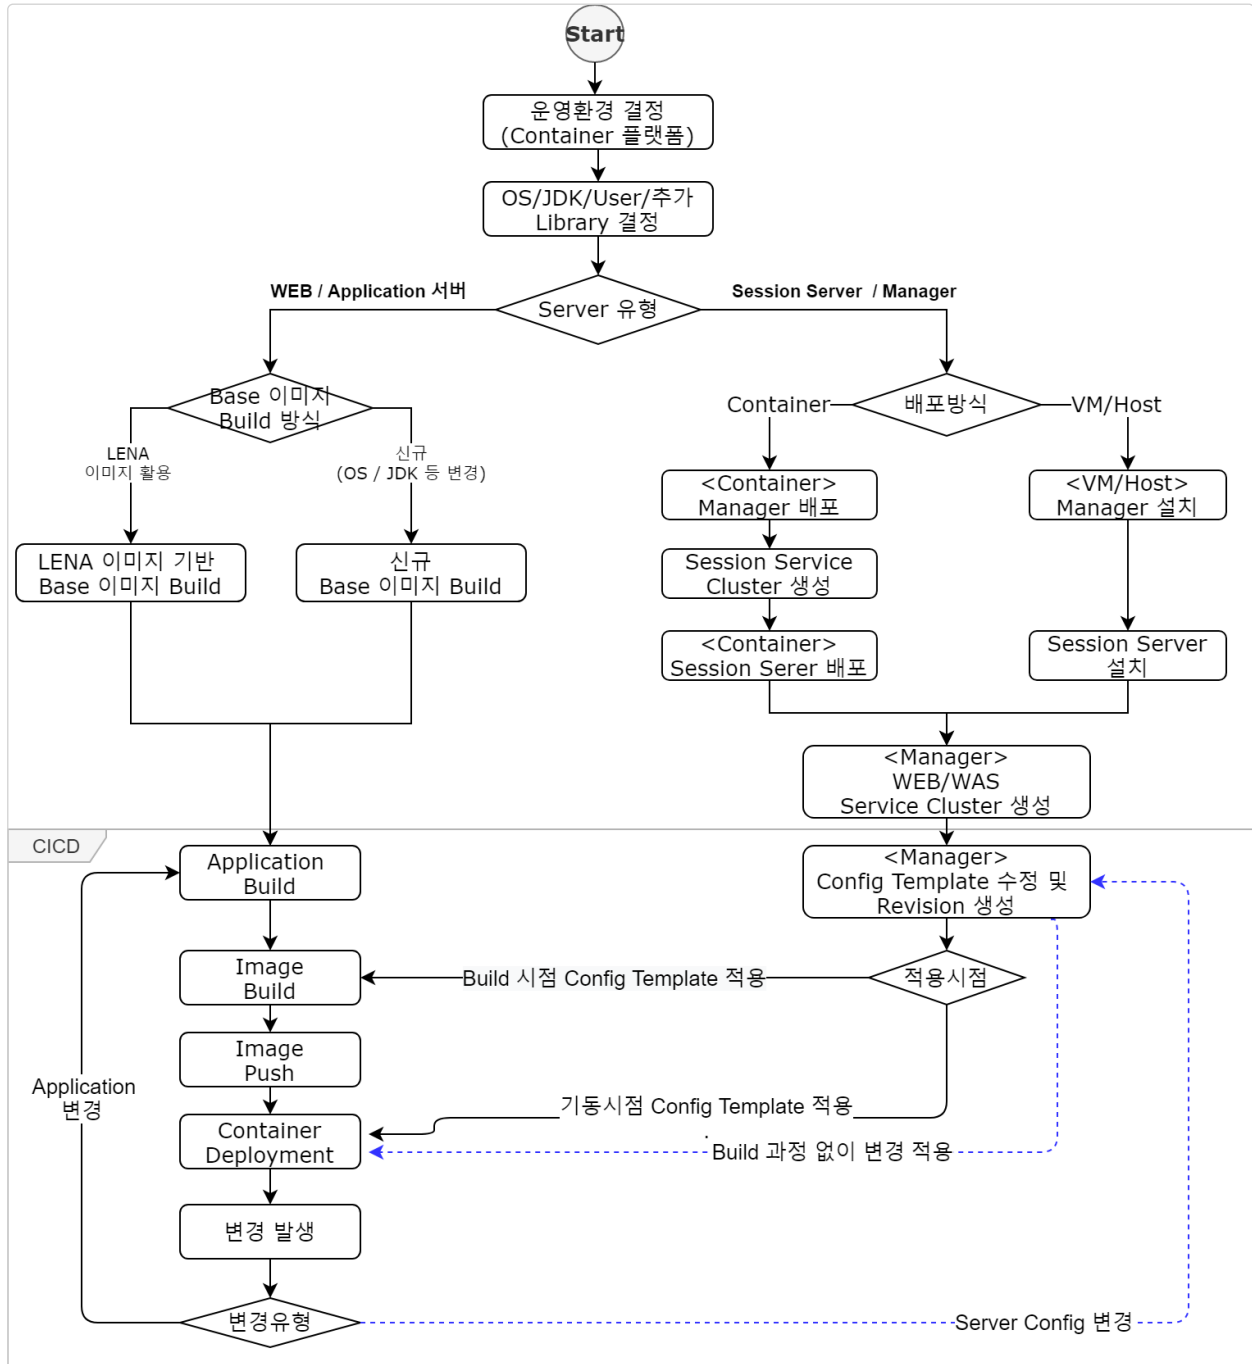 Start
운영환경 결정
(Container 플랫폼)
OS/JDK/User/추가
Library 결정
WEB / Application 서버
Server 유형
Session Server / Manager
Base 이미지
Build 방식
Container
배포방식
VM/Host
LENA
이미지 활용
신규
(OS / JDK 등 변경)
<Container>
Manager 배포
<VM/Host>
Manager 설치
LENA 이미지 기반
Base 이미지 Build
신규
Base 이미지 Build
Session Service
Cluster 생성
<Container>
Session Serer 배포
Session Server
설치
<Manager>
WEB/WAS
Service Cluster 생성
CICD
Application
Build
<Manager>
Config Template 수정 및
Revision 생성
Image
Build
Build 시점 Config Template 적용
적용시점
Image
Push
Application
변경
기동시점 Config Template 적용
Container
Deployment
Build 과정 없이 변경 적용
변경 발생
변경유형
Server Config 변경